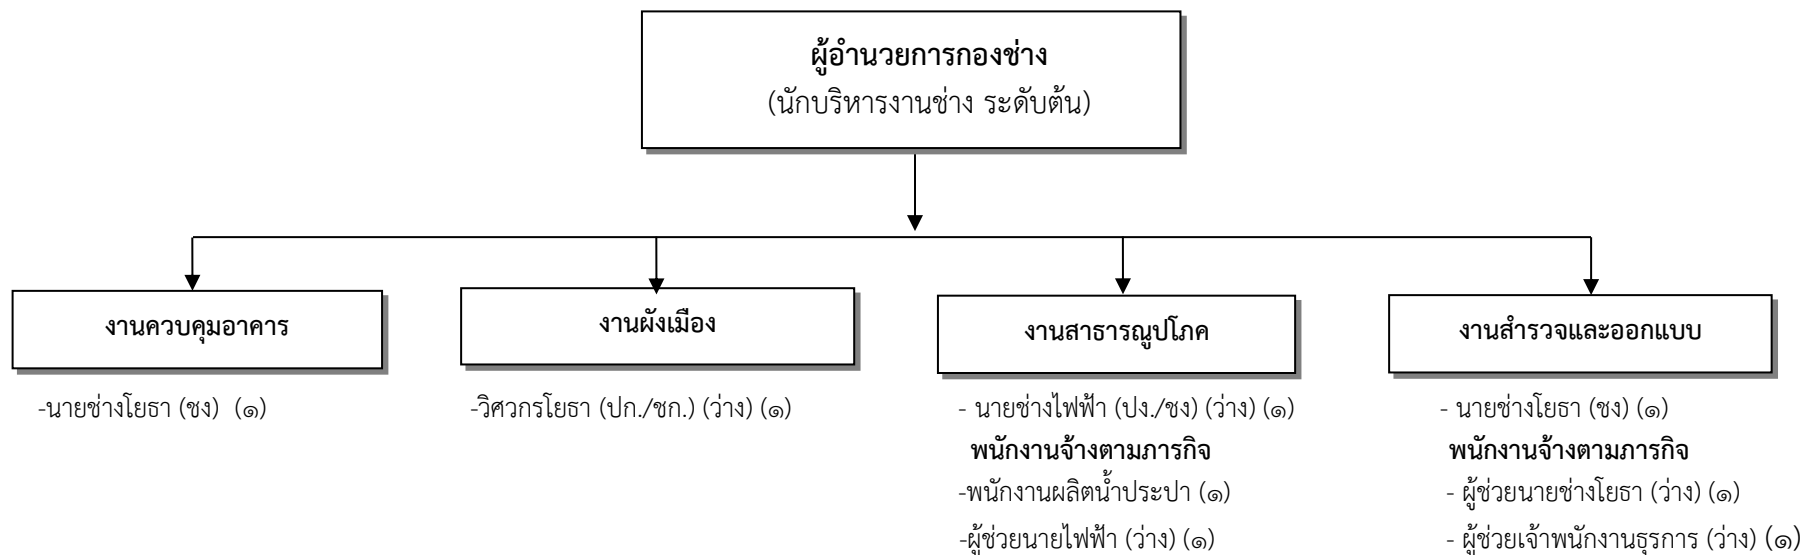 ผู้อำนวยการกองช่าง
(นักบริหารงานช่าง ระดับต้น)
งานควบคุมอาคาร
-นายช่างโยธา (ชง) (๑)
งานผังเมือง
-วิศวกรโยธา (ปก./ชก.) (ว่าง) (๑)
งานสาธารณูปโภค
- นายช่างไฟฟ้า (ปง./ชง) (ว่าง) (๑)
พนักงานจ้างตามภารกิจ
-พนักงานผลิตน้ำประปา (๑)
-ผู้ช่วยนายไฟฟ้า (ว่าง) (๑)
งานสำรวจและออกแบบ
- นายช่างโยธา (ชง) (๑)
พนักงานจ้างตามภารกิจ
- ผู้ช่วยนายช่างโยธา (ว่าง) (๑)
- ผู้ช่วยเจ้าพนักงานธุรการ (ว่าง) (๑)